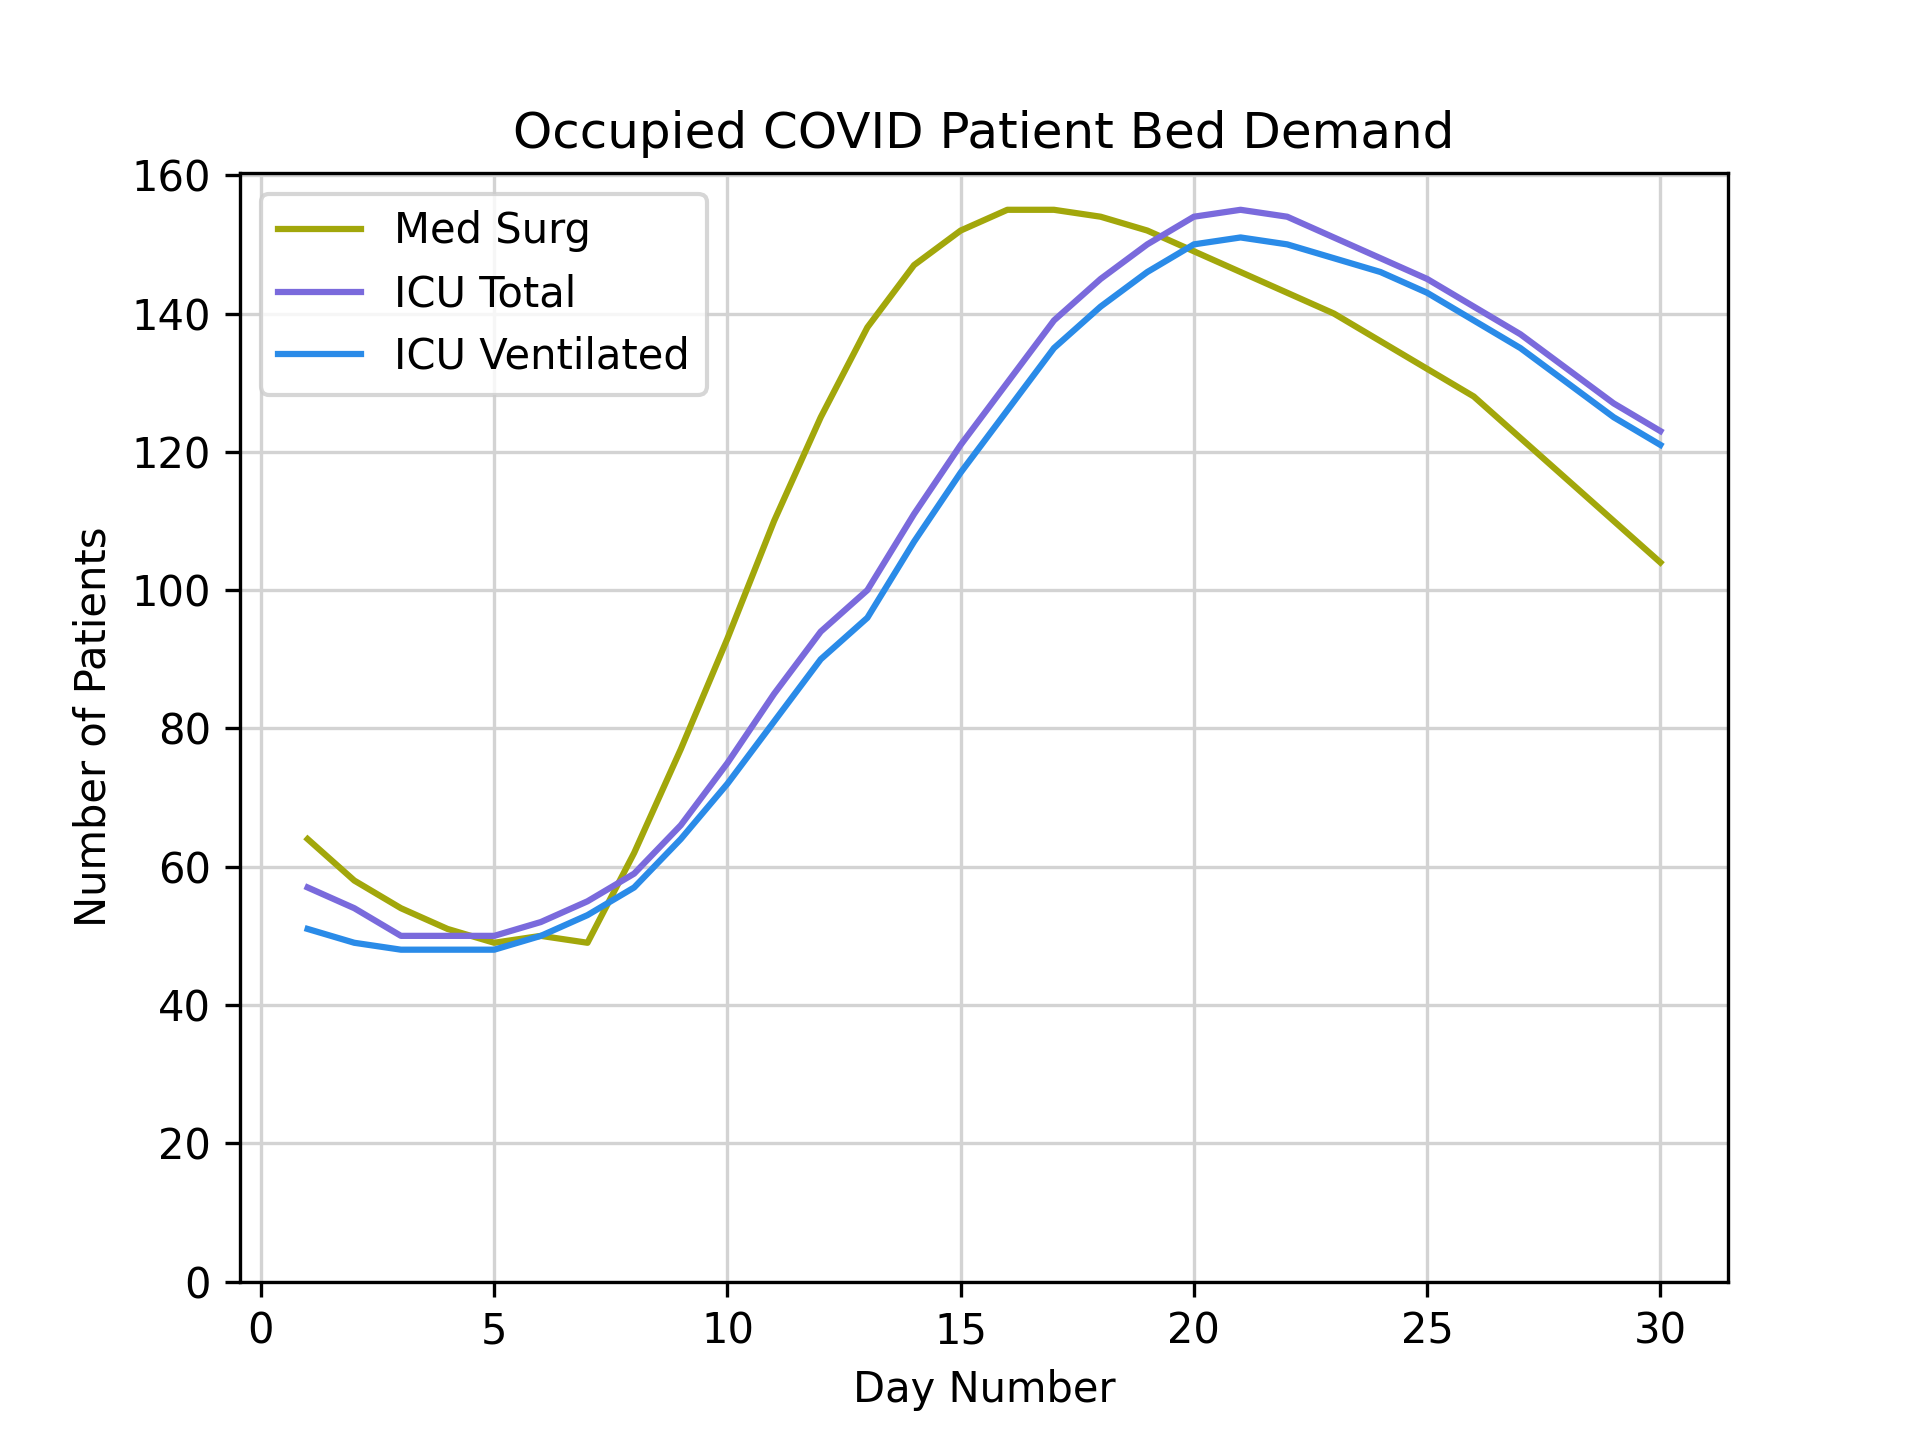 Occupied COVID Patient Bed Demand
160
140
120
100
80
60
40
20
0
Number of Patients
Med Surg
ICU Total
ICU Ventilated
0 5 10 15 20 25 30
Day Number